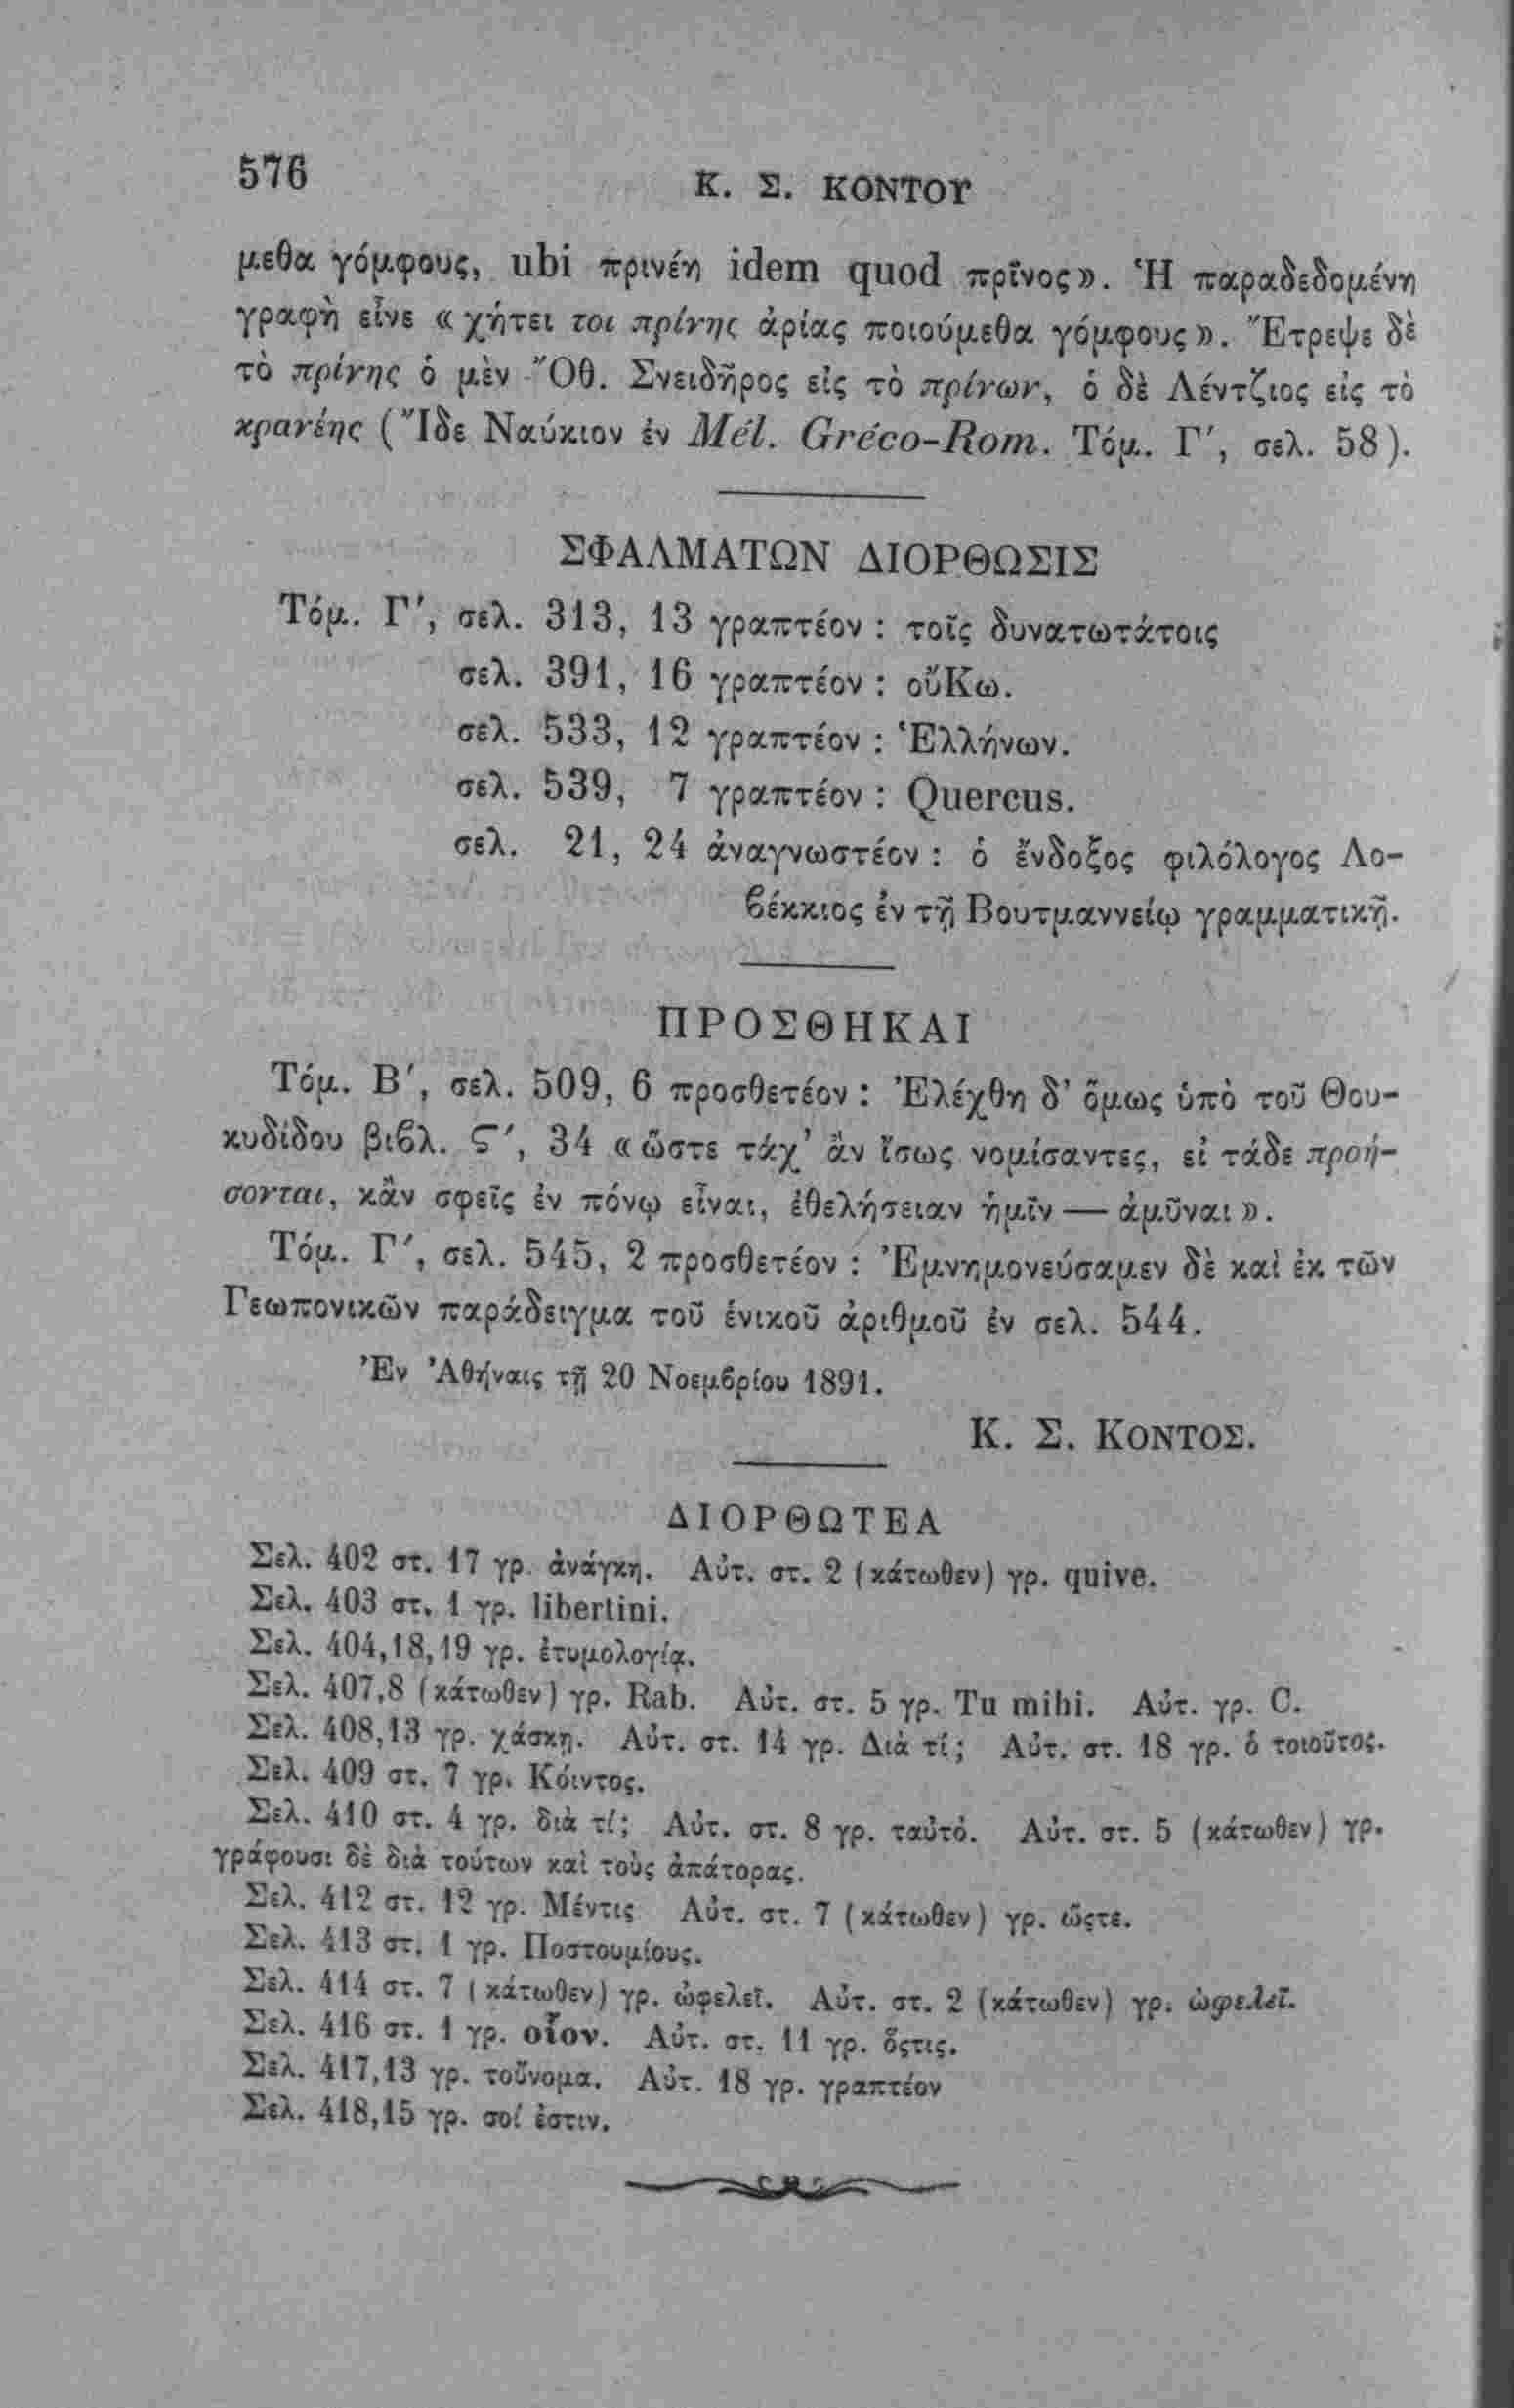 576
Κ. Σ. ΚΟΝΤΟΥ
μεθα γόμφους, ubi πρινέη idem quod πρῖνος». Ἡ παραδεδομένη
γραφὴ εἶνε «χήτει τοι πρίνης ἀρίας ποιούμεθα γόμφους». Ἔτρεψε δὲ
τὸ πρίνης ὁ μὲν Ὄθ. Σνειδῆρος εἰς τὸ πρίνων, ὁ δὲ Λέντζιος εἰς τὸ
κρανέης (Ἴδε Ναύκιον ἐν Mél. Gréco-Rom. Τόμ. Γ′, σελ. 58).
ΣΦΑΛΜΑΤΩΝ ΔΙΟΡΘΩΣΙΣ
Τόμ. Γ′, σελ. 313, 13 γραπτέον : τοῖς δυνατωτάτοις
σελ. 391, 16 γραπτέον : οὔΚω.
σελ. 533, 12 γραπτέον : Ἑλλήνων.
σελ. 539, 7 γραπτέον : Quercus.
σελ. 21, 24 ἀναγνωστέον : ὁ ἔνδοξος φιλόλογος Λο-
βέκκιος ἐν τῇ Βουτμαννείῳ γραμματικῇ.
ΠΡΟΣΘΗΚΑΙ
Τόμ. Β′, σελ. 509, 6 προσθετέον : Ἐλέχθη δ’ ὅμως ὑπὸ τοῦ Θου-
κυδίδου βιβλ. Ϛ′, 34 «ὥστε τάχ’ ἂν ἴσως νομίσαντες, εἰ τάδε προή-
σονται, κἂν σφεῖς ἐν πόνῳ εἶναι, ἐθελήσειαν ἡμῖν — ἀμῦναι».
Τόμ. Γ′, σελ. 545, 2 προσθετέον : Ἐμνημονεύσαμεν δὲ καὶ ἐκ τῶν
Γεωπονικῶν παράδειγμα τοῦ ἑνικοῦ ἀριθμοῦ ἐν σελ. 544.
Ἐν Ἀθήναις τῇ 20 Νοεμβρίου 1891.
Κ. Σ. ΚΟΝΤΟΣ.
ΔΙΟΡΘΩΤΕΑ
Σελ. 402 στ. 17 γρ. ἀνάγκη. Αὐτ. στ. 2 (κάτωθεν) γρ. quive.
Σελ. 403 στ. 1 γρ. libertini.
Σελ. 404,18,19 γρ. ἐτυμολογίᾳ.
Σελ. 407,8 (κάτωθεν) γρ. Rab. Αὐτ. στ. 5 γρ. Tu mihi. Αὐτ. γρ. C.
Σελ. 408,13 γρ. χάσκῃ. Αὐτ. στ. 14 γρ. Διὰ τί; Αὐτ. στ. 18 γρ. ὁ τοιοῦτος.
Σελ. 409 στ. 7 γρ. Κόιντος.
Σελ. 410 στ. 4 γρ. διὰ τί; Αὐτ. στ. 8 γρ. ταὐτό. Αὐτ. στ. 5 (κάτωθεν) γρ.
γράφουσι δὲ διὰ τούτων καὶ τοὺς ἀπάτορας.
Σελ. 412 στ. 12 γρ. Μέντις Αὐτ. στ. 7 (κάτωθεν) γρ. ὥςτε.
Σελ. 413 στ. 1 γρ. Ποστουμίους.
Σελ. 414 στ. 7 (κάτωθεν) γρ. ὠφελεῖ. Αὐτ. στ. 2 (κάτωθεν) γρ. ὠφελεῖ.
Σελ. 416 στ. 1 γρ. οἷον. Αὐτ. στ. 11 γρ. ὅςτις.
Σελ. 417,13 γρ. τοὔνομα. Αὐτ. 18 γρ. γραπτέον
Σελ. 418,15 γρ. σοί ἐστιν.